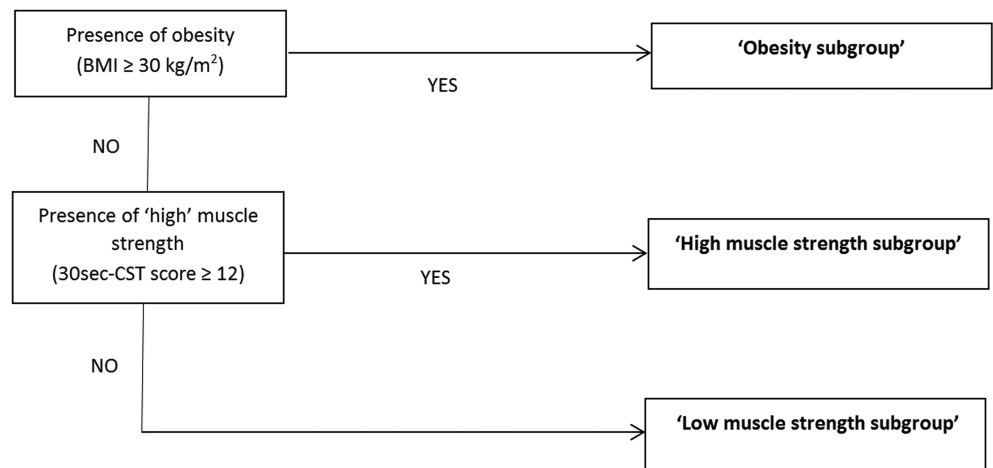 Presence of obesity
(BMI ≥ 30 kg/m²)
YES
‘Obesity subgroup’
NO
Presence of ‘high’ muscle
strength
(30sec-CST score ≥ 12)
YES
‘High muscle strength subgroup’
NO
‘Low muscle strength subgroup’